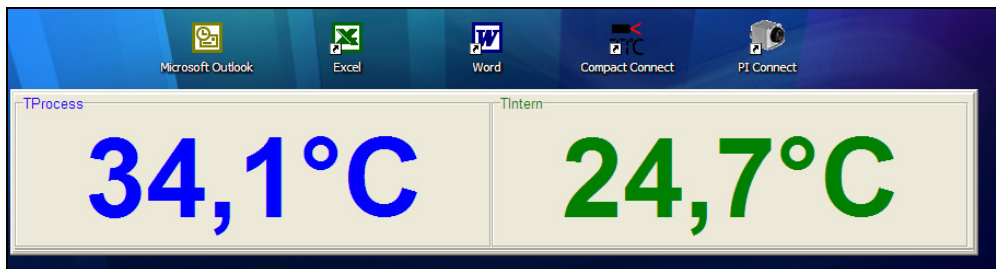 Microsoft Outlook Excel Word Compact Connect PI Connect
TProcess TIntern
34,1°C 24,7°C